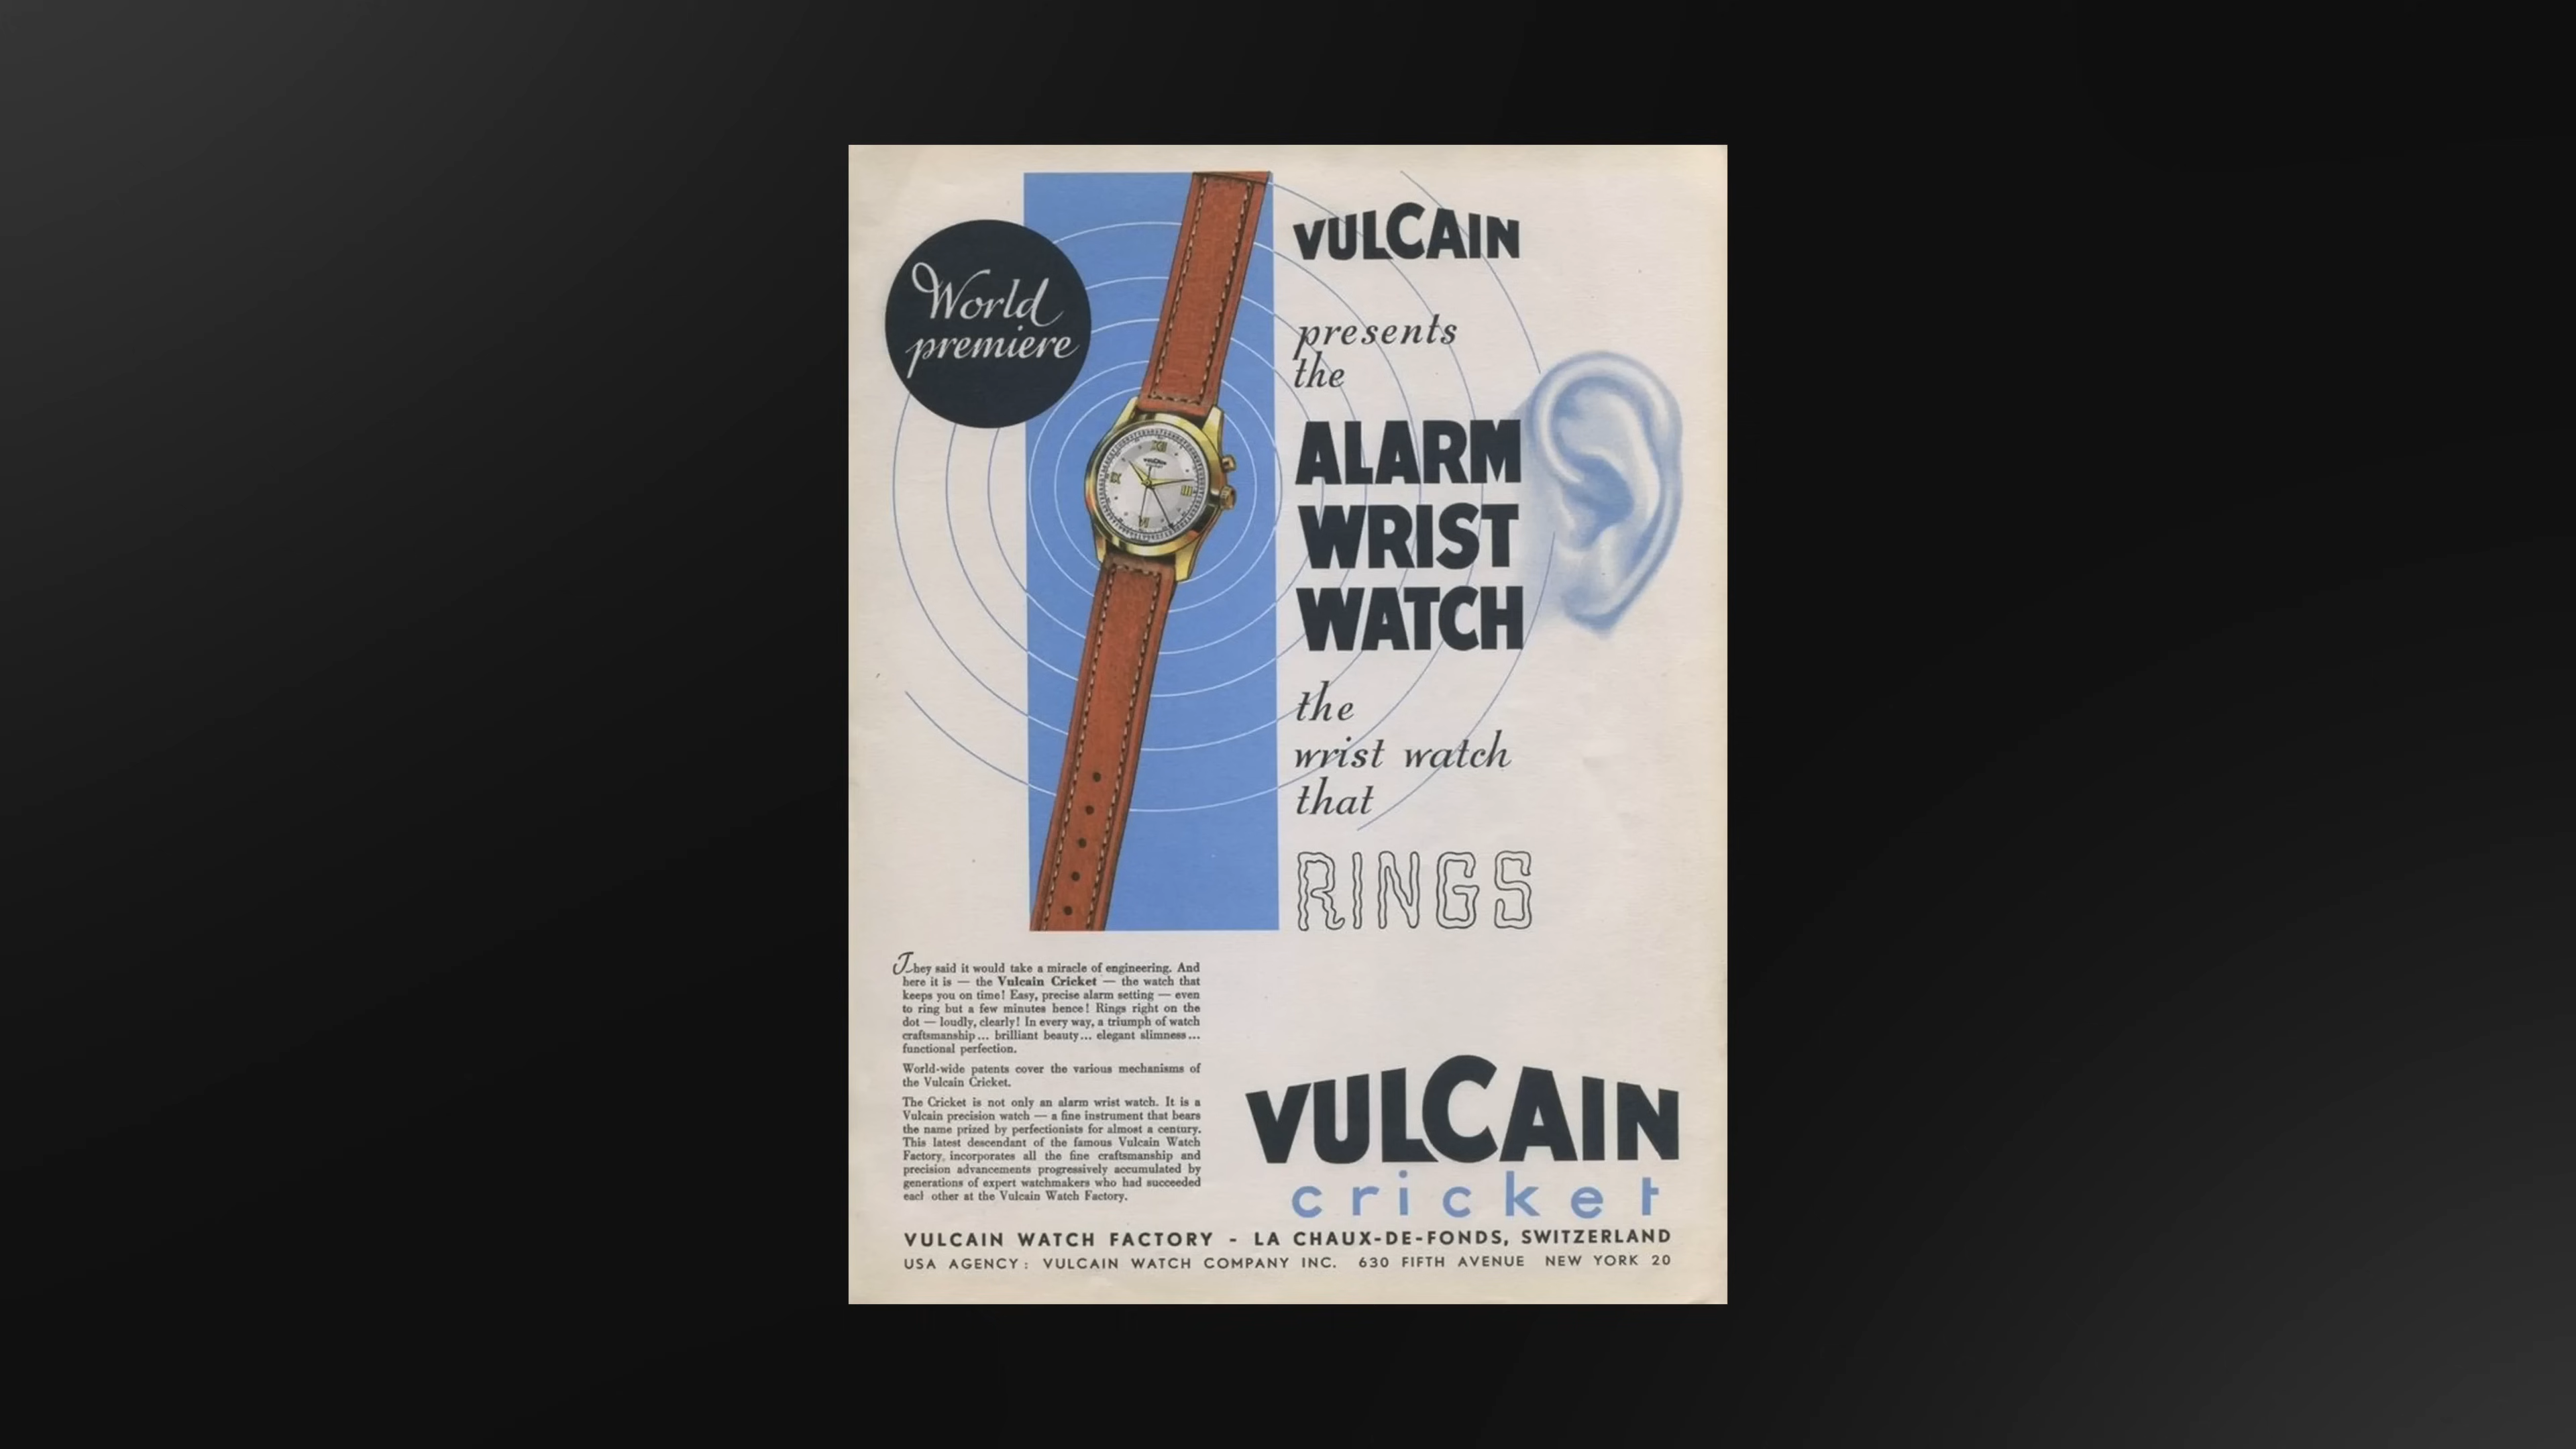 World
premiere
VULCAIN
presents
the
ALARM
WRIST
WATCH
the
wrist watch
that
RINGS
They said it would take a miracle of engineering. And
here it is — the Vulcain Cricket — the watch that
keeps you on time! Easy, precise alarm setting — even
to ring but a few minutes hence! Rings right on the
dot — loudly, clearly! In every way, a triumph of watch
craftsmanship... brilliant beauty... elegant slimness...
functional perfection.
World-wide patents cover the various mechanisms of
the Vulcain Cricket.
The Cricket is not only an alarm wrist watch. It is a
Vulcain precision watch — a fine instrument that bears
the name prized by perfectionists for almost a century.
This latest descendant of the famous Vulcain Watch
Factory, incorporates all the fine craftsmanship and
precision advancements progressively accumulated by
generations of expert watchmakers who had succeeded
each other at the Vulcain Watch Factory.
VULCAIN
cricket
VULCAIN WATCH FACTORY - LA CHAUX-DE-FONDS, SWITZERLAND
USA AGENCY: VULCAIN WATCH COMPANY INC. 630 FIFTH AVENUE NEW YORK 20